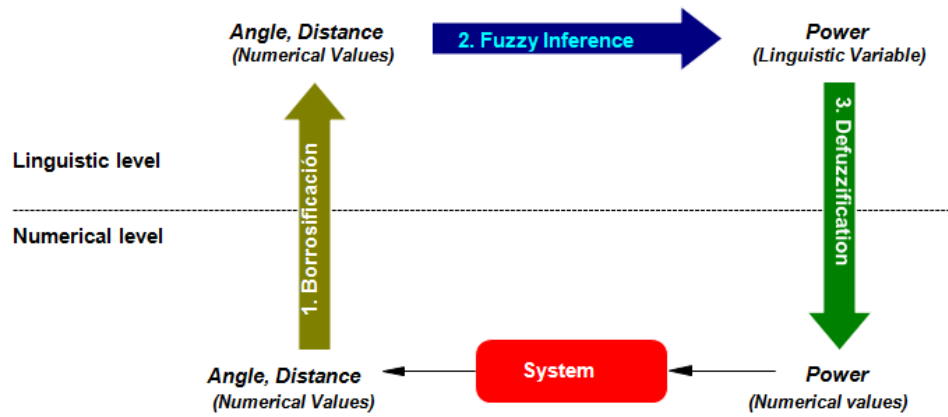 Angle, Distance
(Numerical Values)
2. Fuzzy Inference
Power
(Linguistic Variable)
Linguistic level
1. Borrosificación
3. Defuzzification
Numerical level
Angle, Distance
(Numerical Values)
System
Power
(Numerical values)